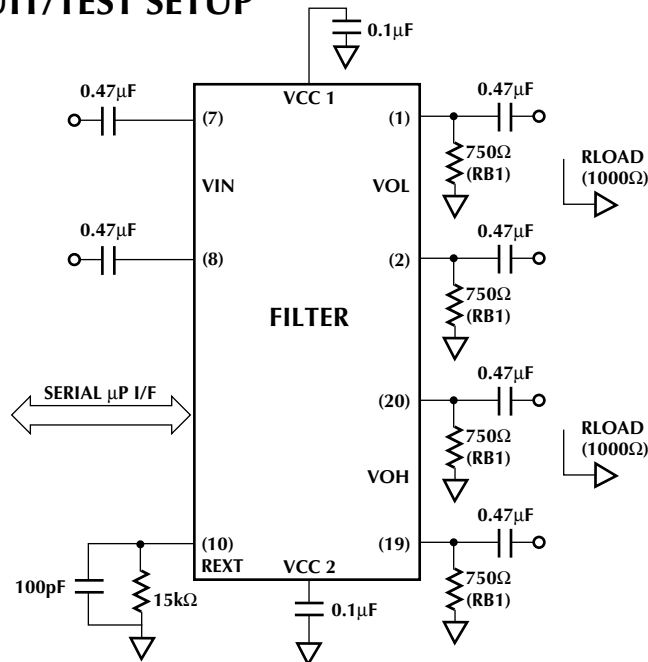 TEST SETUP
0.1µF
VCC 1
0.47µF
(7)
VIN
0.47µF
(8)
FILTER
SERIAL µP I/F
(10)
REXT
VCC 2
100pF
15kΩ
0.1µF
(1)
0.47µF
750Ω
(RB1)
VOL
RLOAD
(1000Ω)
(2)
0.47µF
750Ω
(RB1)
(20)
0.47µF
750Ω
(RB1)
VOH
RLOAD
(1000Ω)
(19)
0.47µF
750Ω
(RB1)